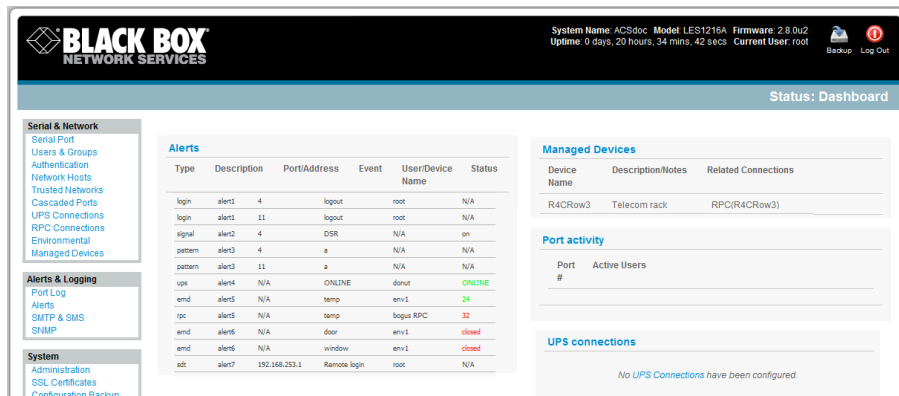 BLACK BOX
NETWORK SERVICES
System Name: ACSdoc Model: LES1216A Firmware: 2.8.0u2
Uptime: 0 days, 20 hours, 34 mins, 42 secs Current User: root
Backup Log Out
Status: Dashboard
Serial & Network
Serial Port
Users & Groups
Authentication
Network Hosts
Trusted Networks
Cascaded Ports
UPS Connections
RPC Connections
Environmental
Managed Devices
Alerts & Logging
Port Log
Alerts
SMTP & SMS
SNMP
System
Administration
SSL Certificates
Configuration Backup
Alerts
Type Description Port/Address Event User/Device Name Status
login alert1 4 logout root N/A
login alert1 11 logout root N/A
signal alert2 4 DSR N/A on
pattern alert3 4 a N/A N/A
pattern alert3 11 a N/A N/A
ups alert4 N/A ONLINE donut ONLINE
emd alert5 N/A temp env1 24
rpc alert5 N/A temp bogus RPC 32
emd alert6 N/A door env1 closed
emd alert6 N/A window env1 closed
sdt alert7 192.168.253.1 Remote login root N/A
Managed Devices
Device Name Description/Notes Related Connections
R4CRow3 Telecom rack RPC(R4CRow3)
Port activity
Port # Active Users
UPS connections
No UPS Connections have been configured.